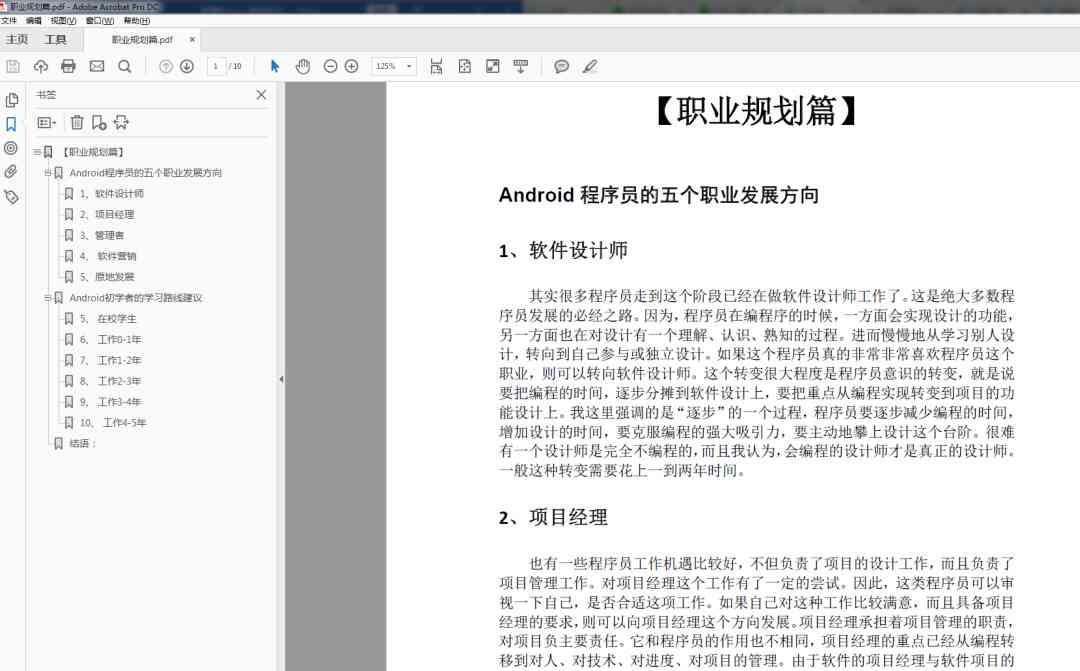 职业规划篇.pdf - Adobe Acrobat Pro DC
文件 编辑 视图(V) 窗口(W) 帮助(H)
主页 工具 职业规划篇.pdf ×
1 / 10 125%
书签
【职业规划篇】
Android程序员的五个职业发展方向
1、软件设计师
2、项目经理
3、管理者
4、 软件营销
5、原地发展
Android初学者的学习路线建议
5、 在校学生
6、 工作0-1年
7、 工作1-2年
8、 工作2-3年
9、 工作3-4年
10、 工作4-5年
结语：
【职业规划篇】
Android 程序员的五个职业发展方向
1、软件设计师
其实很多程序员走到这个阶段已经在做软件设计师工作了。这是绝大多数程
序员发展的必经之路。因为，程序员在编程序的时候，一方面会实现设计的功能，
另一方面也在对设计有一个理解、认识、熟知的过程。进而慢慢地从学习别人设
计，转向到自己参与或独立设计。如果这个程序员真的非常非常喜欢程序员这个
职业，则可以转向软件设计师。这个转变很大程度是程序员意识的转变，就是说
要把编程的时间，逐步分摊到软件设计上，要把重点从编程实现转变到项目的功
能设计上。我这里强调的是“逐步”的一个过程，程序员要逐步减少编程的时间，
增加设计的时间，要克服编程的强大吸引力，要主动地攀上设计这个台阶。很难
有一个设计师是完全不编程的，而且我认为，会编程的设计师才是真正的设计师。
一般这种转变需要花上一到两年时间。
2、项目经理
也有一些程序员工作机遇比较好，不但负责了项目的设计工作，而且负责了
项目管理工作。对项目经理这个工作有了一定的尝试。因此，这类程序员可以审
视一下自己，是否合适这项工作。如果自己对这种工作比较满意，而且具备项目
经理的要求，则可以向项目经理这个方向发展。项目经理承担着项目管理的职责，
对项目负主要责任。它和程序员的作用也不相同，项目经理的重点已经从编程转
移到对人、对技术、对进度、对项目的管理。由于软件的项目经理与软件项目的